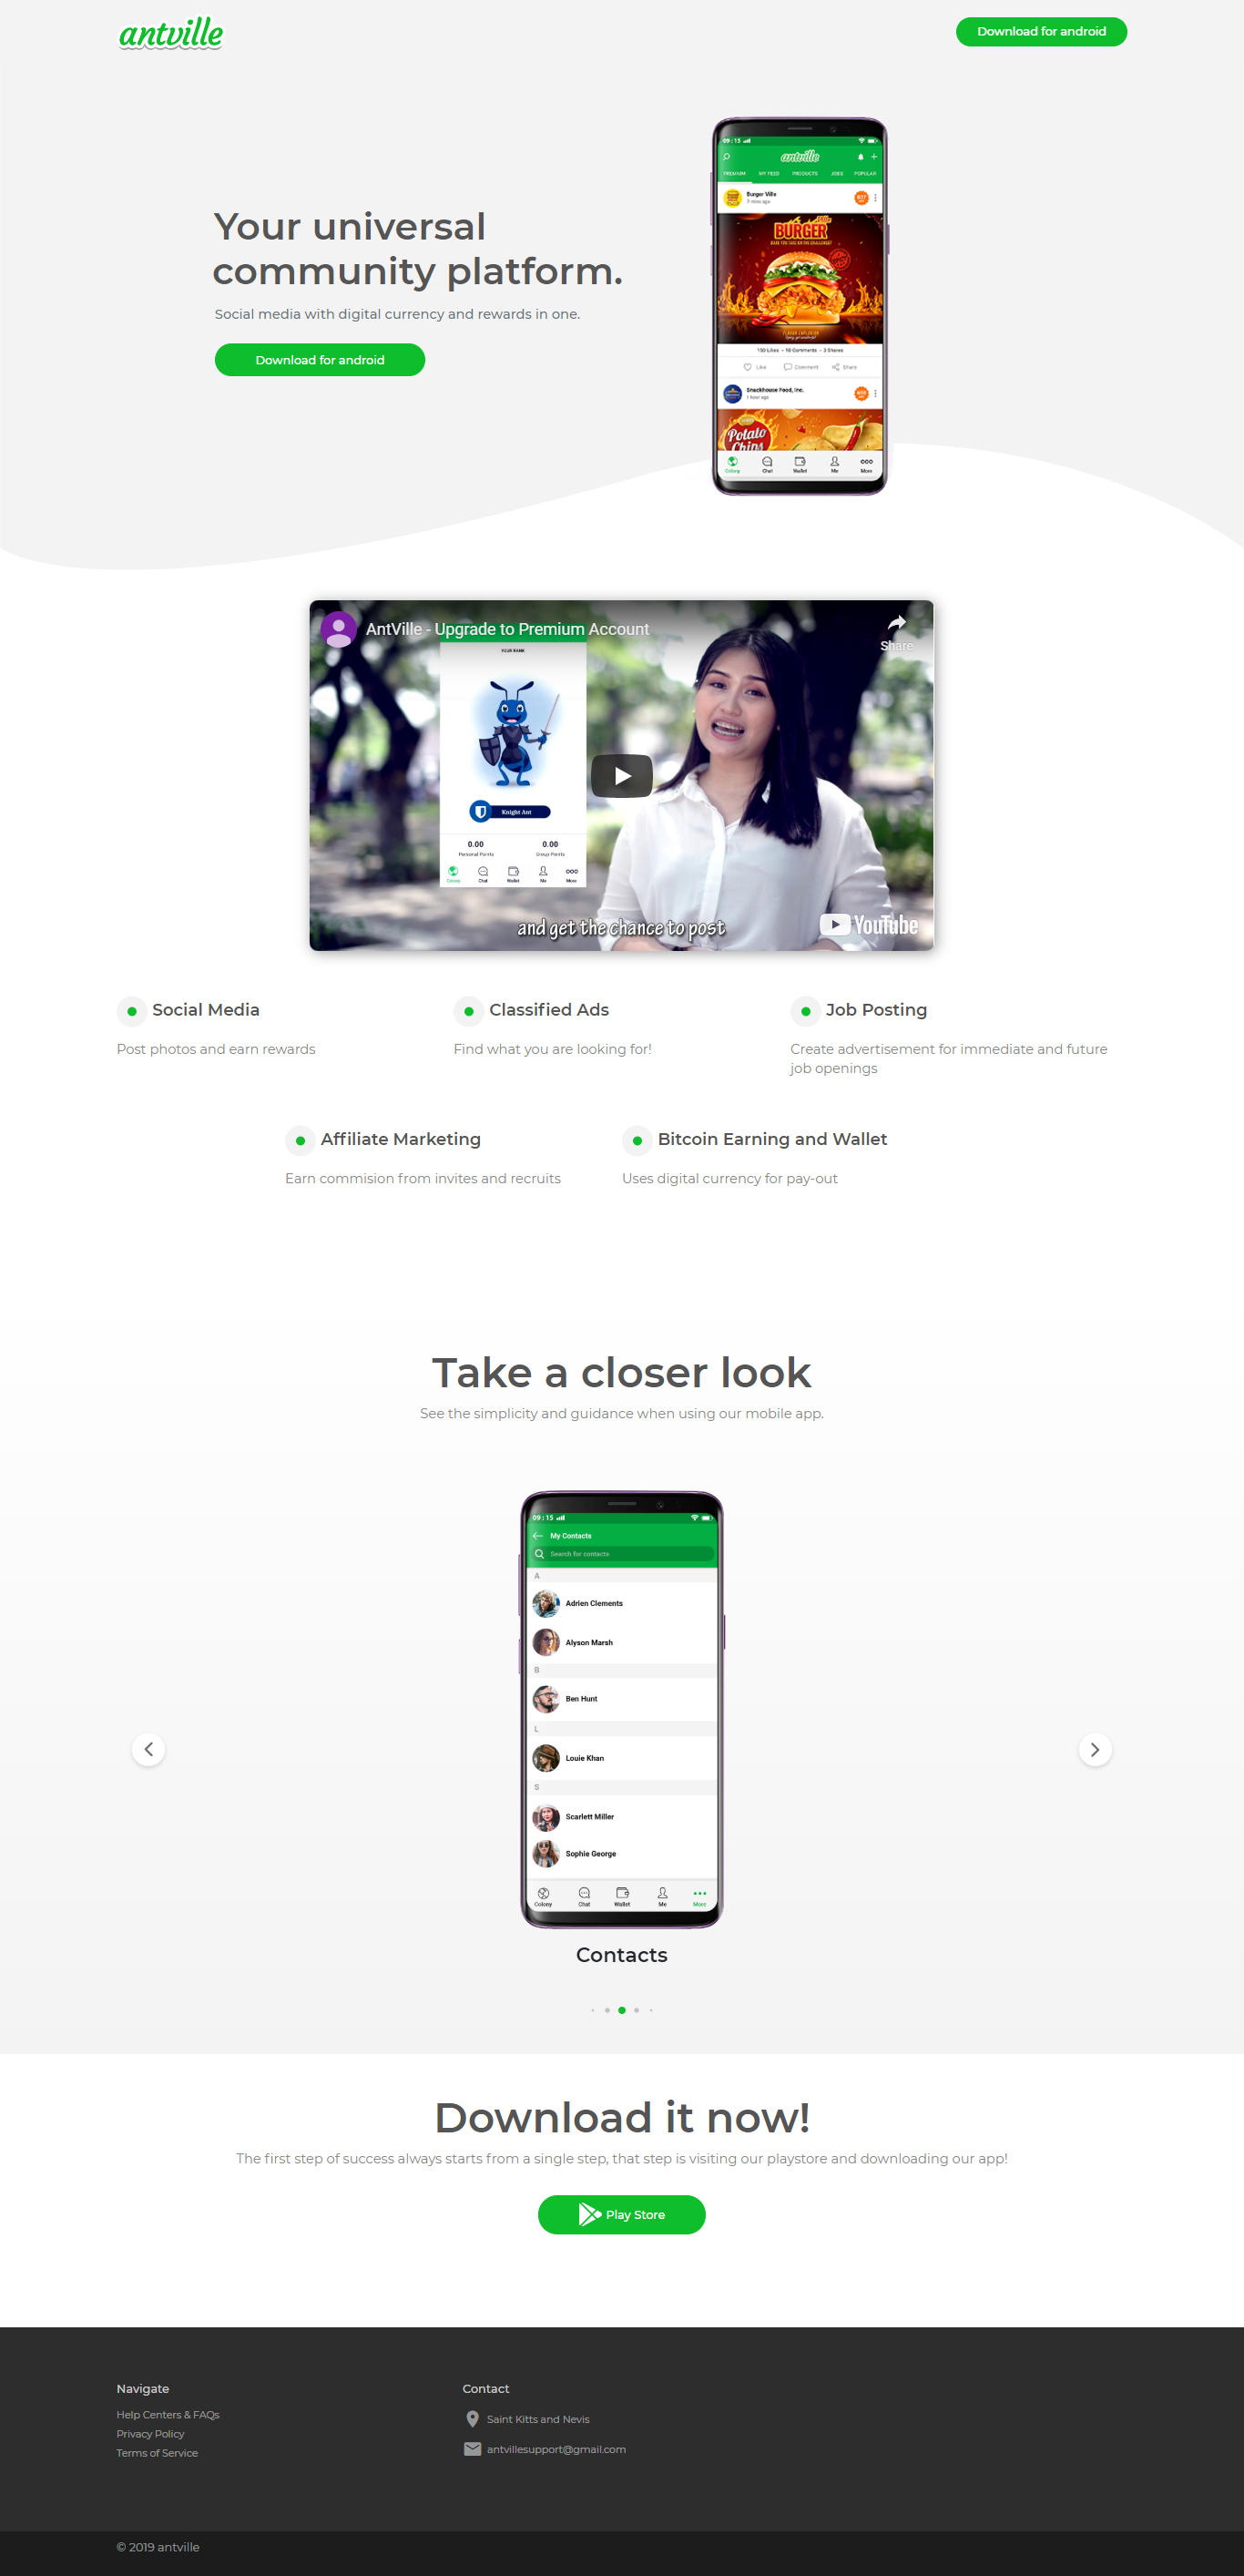 antville
Download for android
Your universal
community platform.
Social media with digital currency and rewards in one.
Download for android
09:15
antville
PREMIUM MY FEED PRODUCTS JOBS POPULAR
Burger Ville
7 mins ago
BURGER
150 Likes • 10 Comments • 3 Shares
Like Comment Share
Snackhouse Food, Inc.
1 hour ago
Potato
Chips
Colony Chat Wallet Me More
AntVille - Upgrade to Premium Account
Share
YOUR RANK
Knight Ant
0.00 0.00
Personal Points Group Points
Colony Chat Wallet Me More
and get the chance to post
YouTube
Social Media
Post photos and earn rewards
Classified Ads
Find what you are looking for!
Job Posting
Create advertisement for immediate and future
job openings
Affiliate Marketing
Earn commision from invites and recruits
Bitcoin Earning and Wallet
Uses digital currency for pay-out
Take a closer look
See the simplicity and guidance when using our mobile app.
09:15
My Contacts
Search for contacts
A
Adrien Clements
Alyson Marsh
B
Ben Hunt
L
Louie Khan
S
Scarlett Miller
Sophie George
Colony Chat Wallet Me More
Contacts
Download it now!
The first step of success always starts from a single step, that step is visiting our playstore and downloading our app!
Play Store
Navigate
Help Centers & FAQs
Privacy Policy
Terms of Service
Contact
Saint Kitts and Nevis
antvillesupport@gmail.com
© 2019 antville